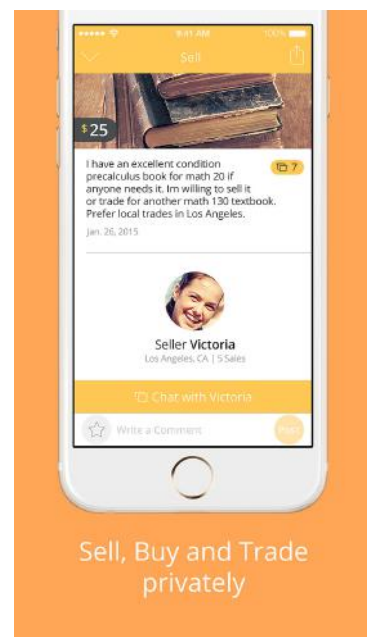 9:41 AM 100%
Sell
$25
I have an excellent condition
precalculus book for math 20 if
anyone needs it. Im willing to sell it
or trade for another math 130 textbook.
Prefer local trades in Los Angeles.
7
Jan. 26, 2015
Seller Victoria
Los Angeles, CA | 5 Sales
Chat with Victoria
Write a Comment
Post
Sell, Buy and Trade
privately